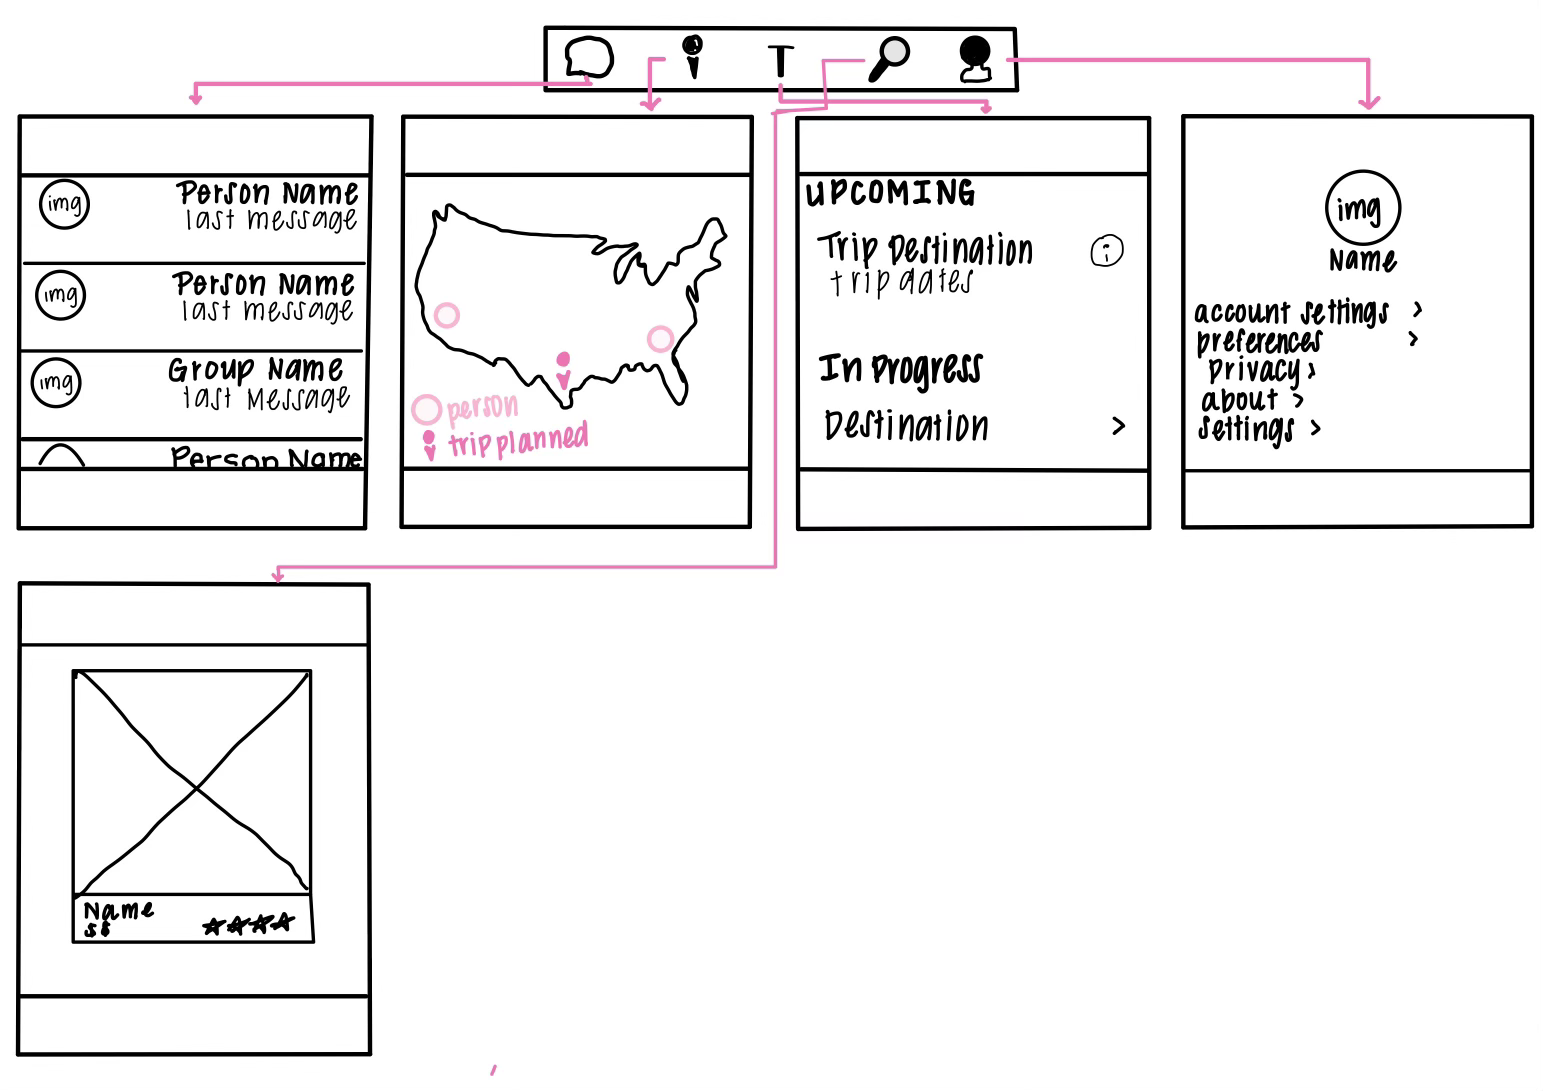 T
img
Person Name
last message
img
Person Name
last message
img
Group Name
last Message
Person Name
person
trip planned
UPCOMING
Trip Destination
trip dates
In Progress
Destination >
img
Name
account settings >
preferences >
privacy >
about >
settings >
Name
$$